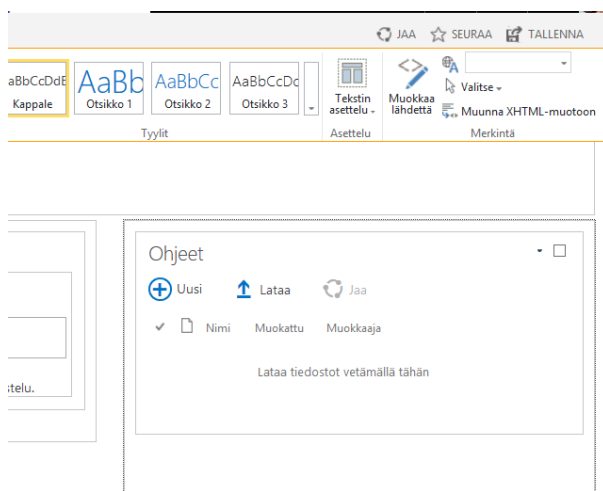 JAA SEURAA TALLENNA
aBbCcDdE AaBb AaBbCc AaBbCcDc
Kappale Otsikko 1 Otsikko 2 Otsikko 3
Tekstin asettelu
Muokkaa lähdettä
Valitse
Muunna XHTML-muotoon
Tyylit Asettelu Merkintä
stelu.
Ohjeet
Uusi Lataa Jaa
Nimi Muokattu Muokkaaja
Lataa tiedostot vetämällä tähän